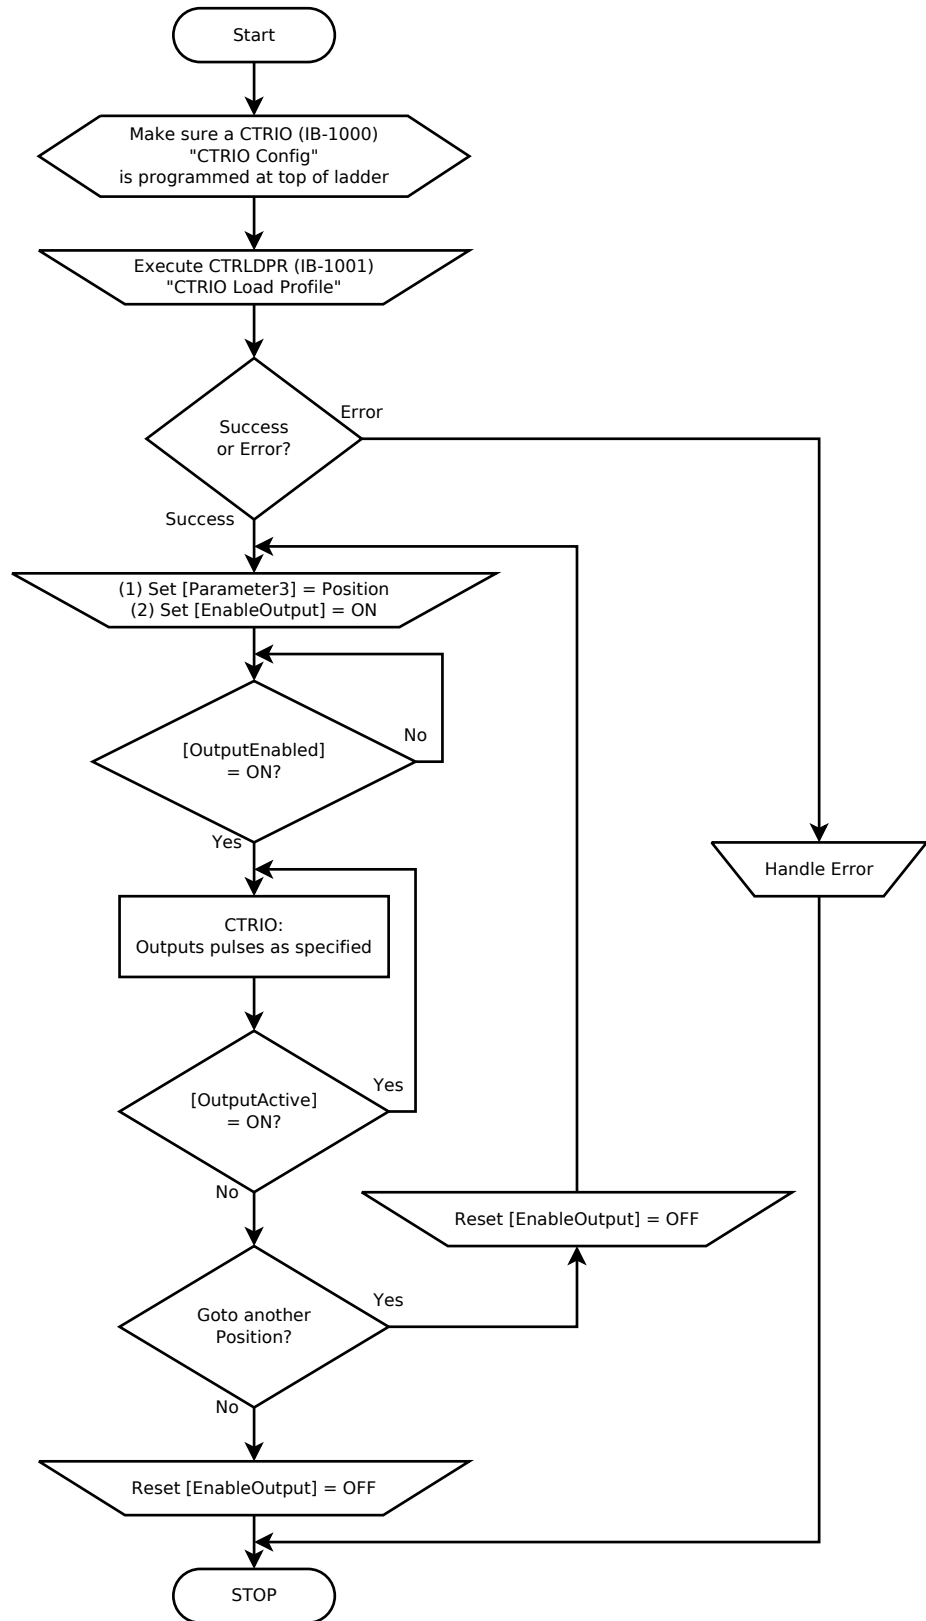 Start
Make sure a CTRIO (IB-1000)
"CTRIO Config"
is programmed at top of ladder
Execute CTRLDPR (IB-1001)
"CTRIO Load Profile"
Success
or Error?
Error
Success
(1) Set [Parameter3] = Position
(2) Set [EnableOutput] = ON
[OutputEnabled]
= ON?
No
Yes
Handle Error
CTRIO:
Outputs pulses as specified
[OutputActive]
= ON?
Yes
No
Reset [EnableOutput] = OFF
Goto another
Position?
Yes
No
Reset [EnableOutput] = OFF
STOP